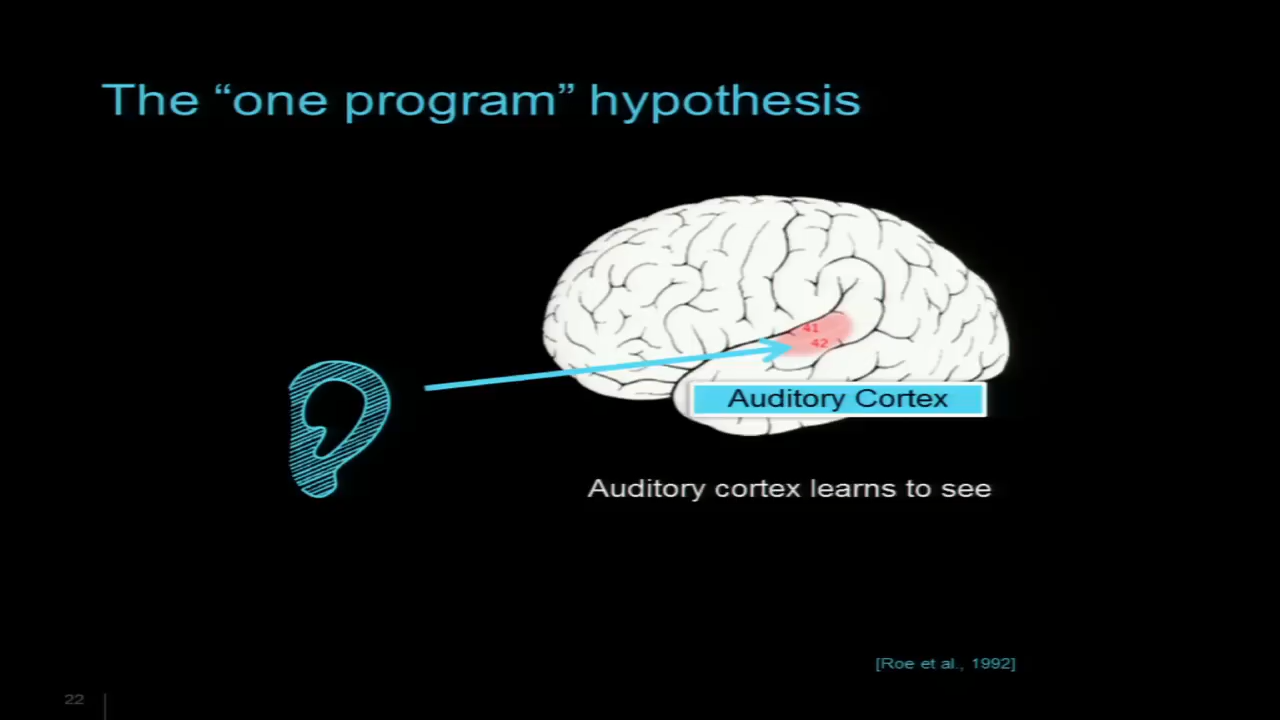 The “one program” hypothesis
41
42
Auditory Cortex
Auditory cortex learns to see
[Roe et al., 1992]
22